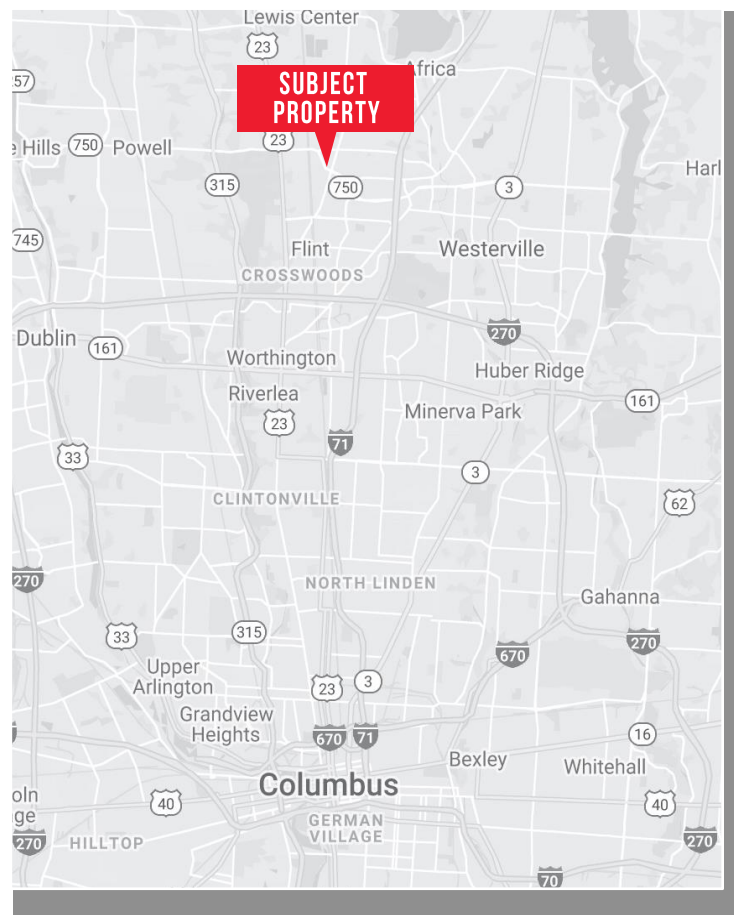 Lewis Center
23
Africa
SUBJECT
PROPERTY
257
23
e Hills
750
Powell
Harl
315
750
3
745
Flint
Westerville
CROSSWOODS
270
Dublin
161
Worthington
Huber Ridge
Riverlea
161
Minerva Park
23
71
33
3
CLINTONVILLE
62
270
NORTH LINDEN
Gahanna
33
315
270
670
Upper
Arlington
23
3
Grandview
Heights
670
71
16
Bexley
Whitehall
Columbus
oln
ge
40
40
GERMAN
VILLAGE
270
HILLTOP
270
70